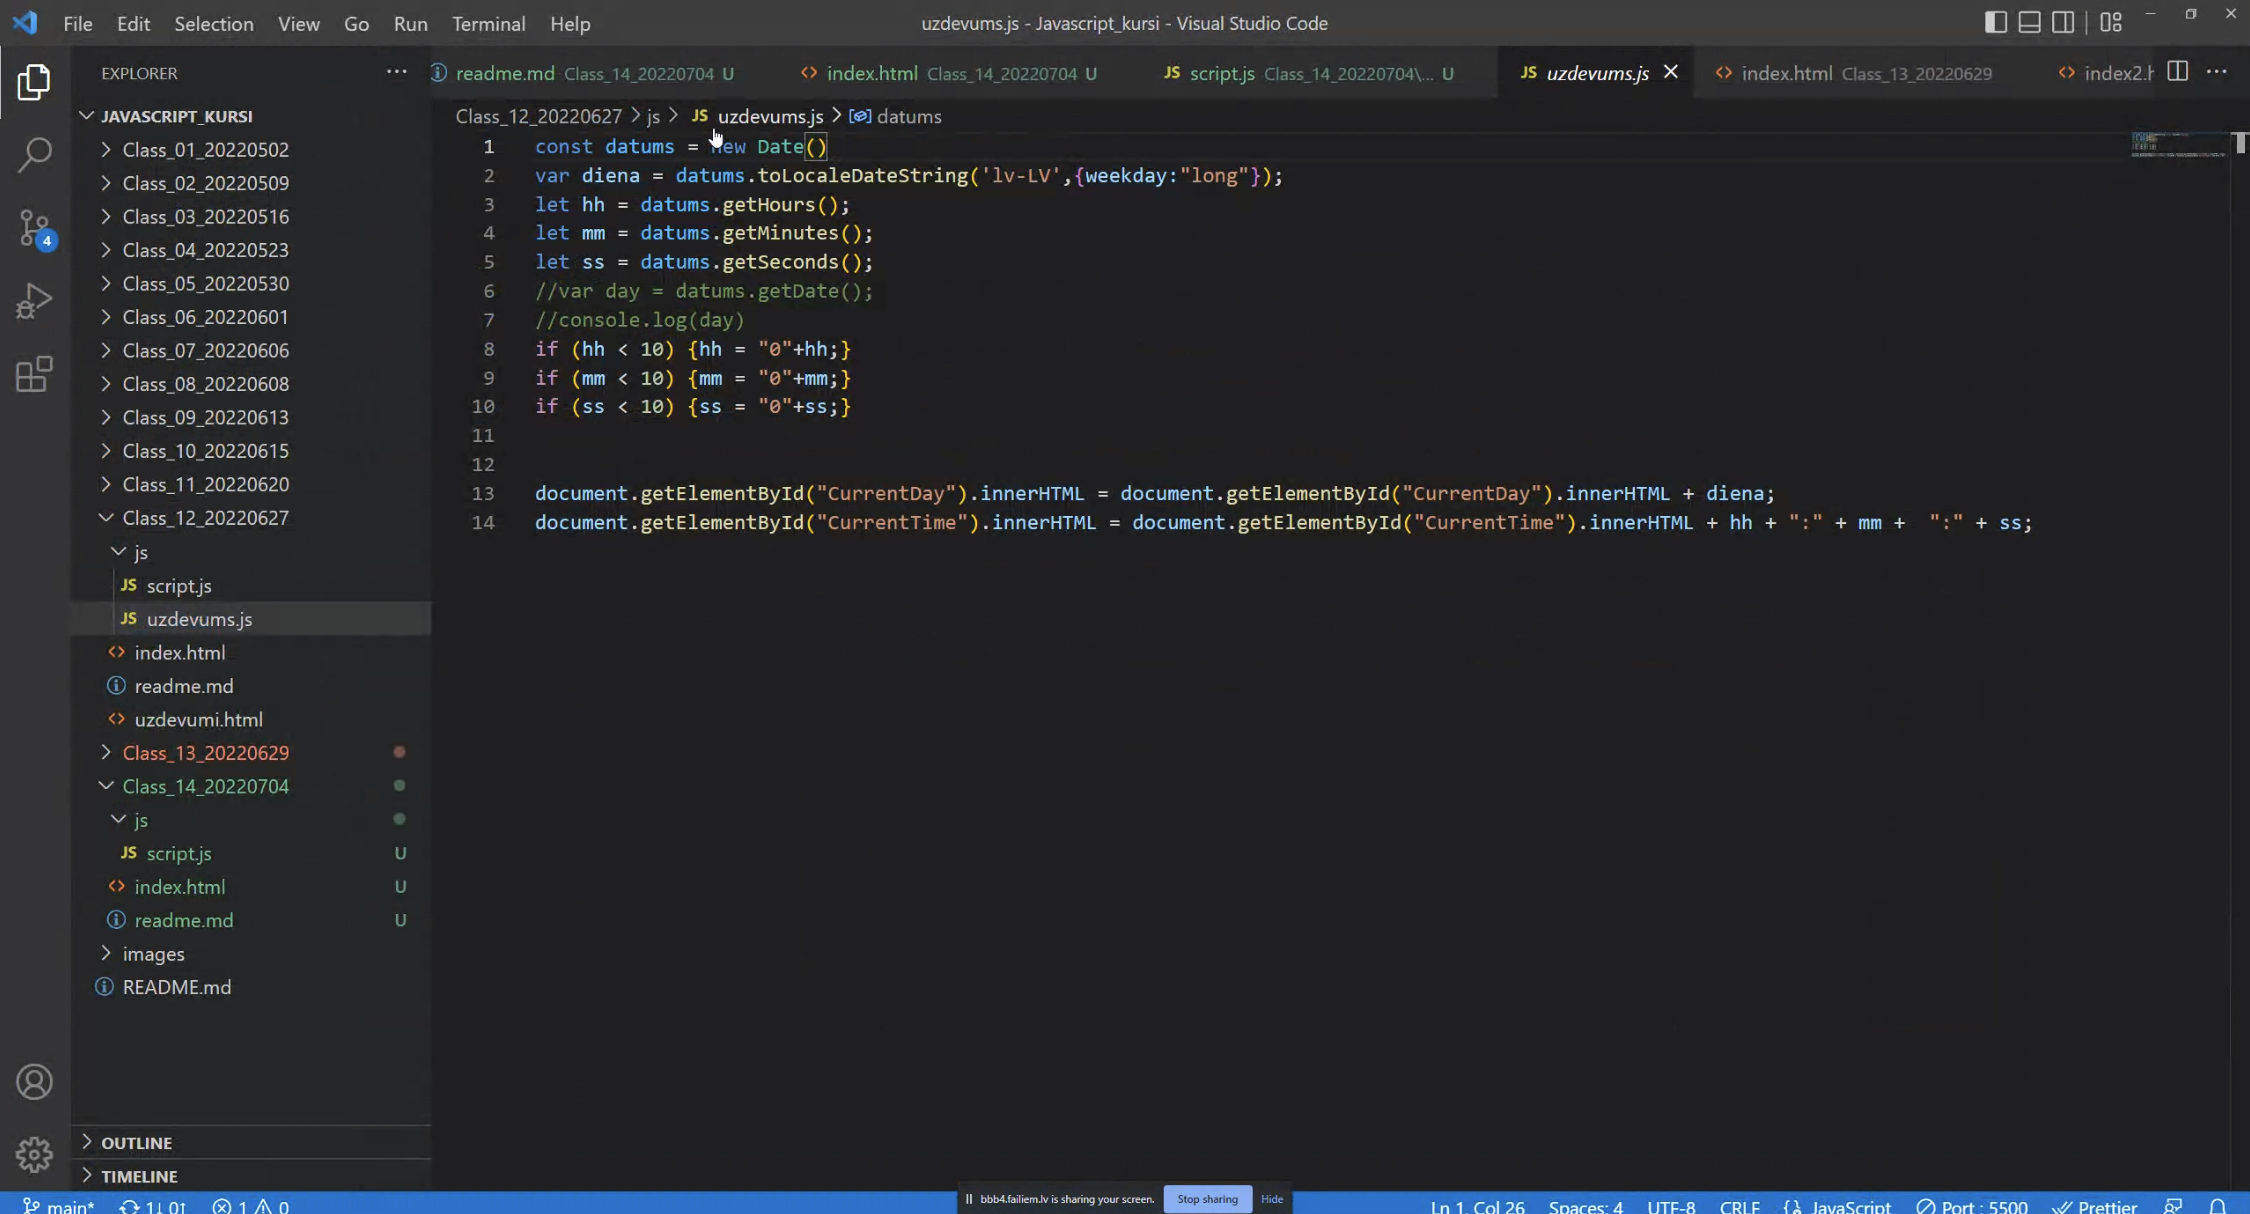 File Edit Selection View Go Run Terminal Help
uzdevums.js - Javascript_kursi - Visual Studio Code
EXPLORER
JAVASCRIPT_KURSI
Class_01_20220502
Class_02_20220509
Class_03_20220516
Class_04_20220523
Class_05_20220530
Class_06_20220601
Class_07_20220606
Class_08_20220608
Class_09_20220613
Class_10_20220615
Class_11_20220620
Class_12_20220627
js
JS script.js
JS uzdevums.js
<> index.html
readme.md
<> uzdevumi.html
Class_13_20220629
Class_14_20220704
js
JS script.js U
<> index.html U
readme.md U
images
README.md
OUTLINE
TIMELINE
4
readme.md Class_14_20220704 U
<> index.html Class_14_20220704 U
JS script.js Class_14_20220704\... U
JS uzdevums.js
<> index.html Class_13_20220629
<> index2.h
Class_12_20220627 > js > JS uzdevums.js > datums
1 const datums = new Date()
2 var diena = datums.toLocaleDateString('lv-LV',{weekday:"long"});
3 let hh = datums.getHours();
4 let mm = datums.getMinutes();
5 let ss = datums.getSeconds();
6 //var day = datums.getDate();
7 //console.log(day)
8 if (hh < 10) {hh = "0"+hh;}
9 if (mm < 10) {mm = "0"+mm;}
10 if (ss < 10) {ss = "0"+ss;}
11
12
13 document.getElementById("CurrentDay").innerHTML = document.getElementById("CurrentDay").innerHTML + diena;
14 document.getElementById("CurrentTime").innerHTML = document.getElementById("CurrentTime").innerHTML + hh + ":" + mm +  ":" + ss;
main* 1↓ 0↑ 1 0
bbb4.failiem.lv is sharing your screen. Stop sharing Hide
Ln 1, Col 26 Spaces: 4 UTF-8 CRLF {} JavaScript Port : 5500 Prettier